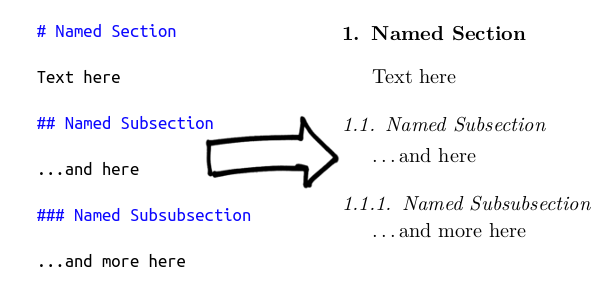 # Named Section
Text here
## Named Subsection
...and here
### Named Subsubsection
...and more here
1. Named Section
Text here
1.1. Named Subsection
...and here
1.1.1. Named Subsubsection
...and more here